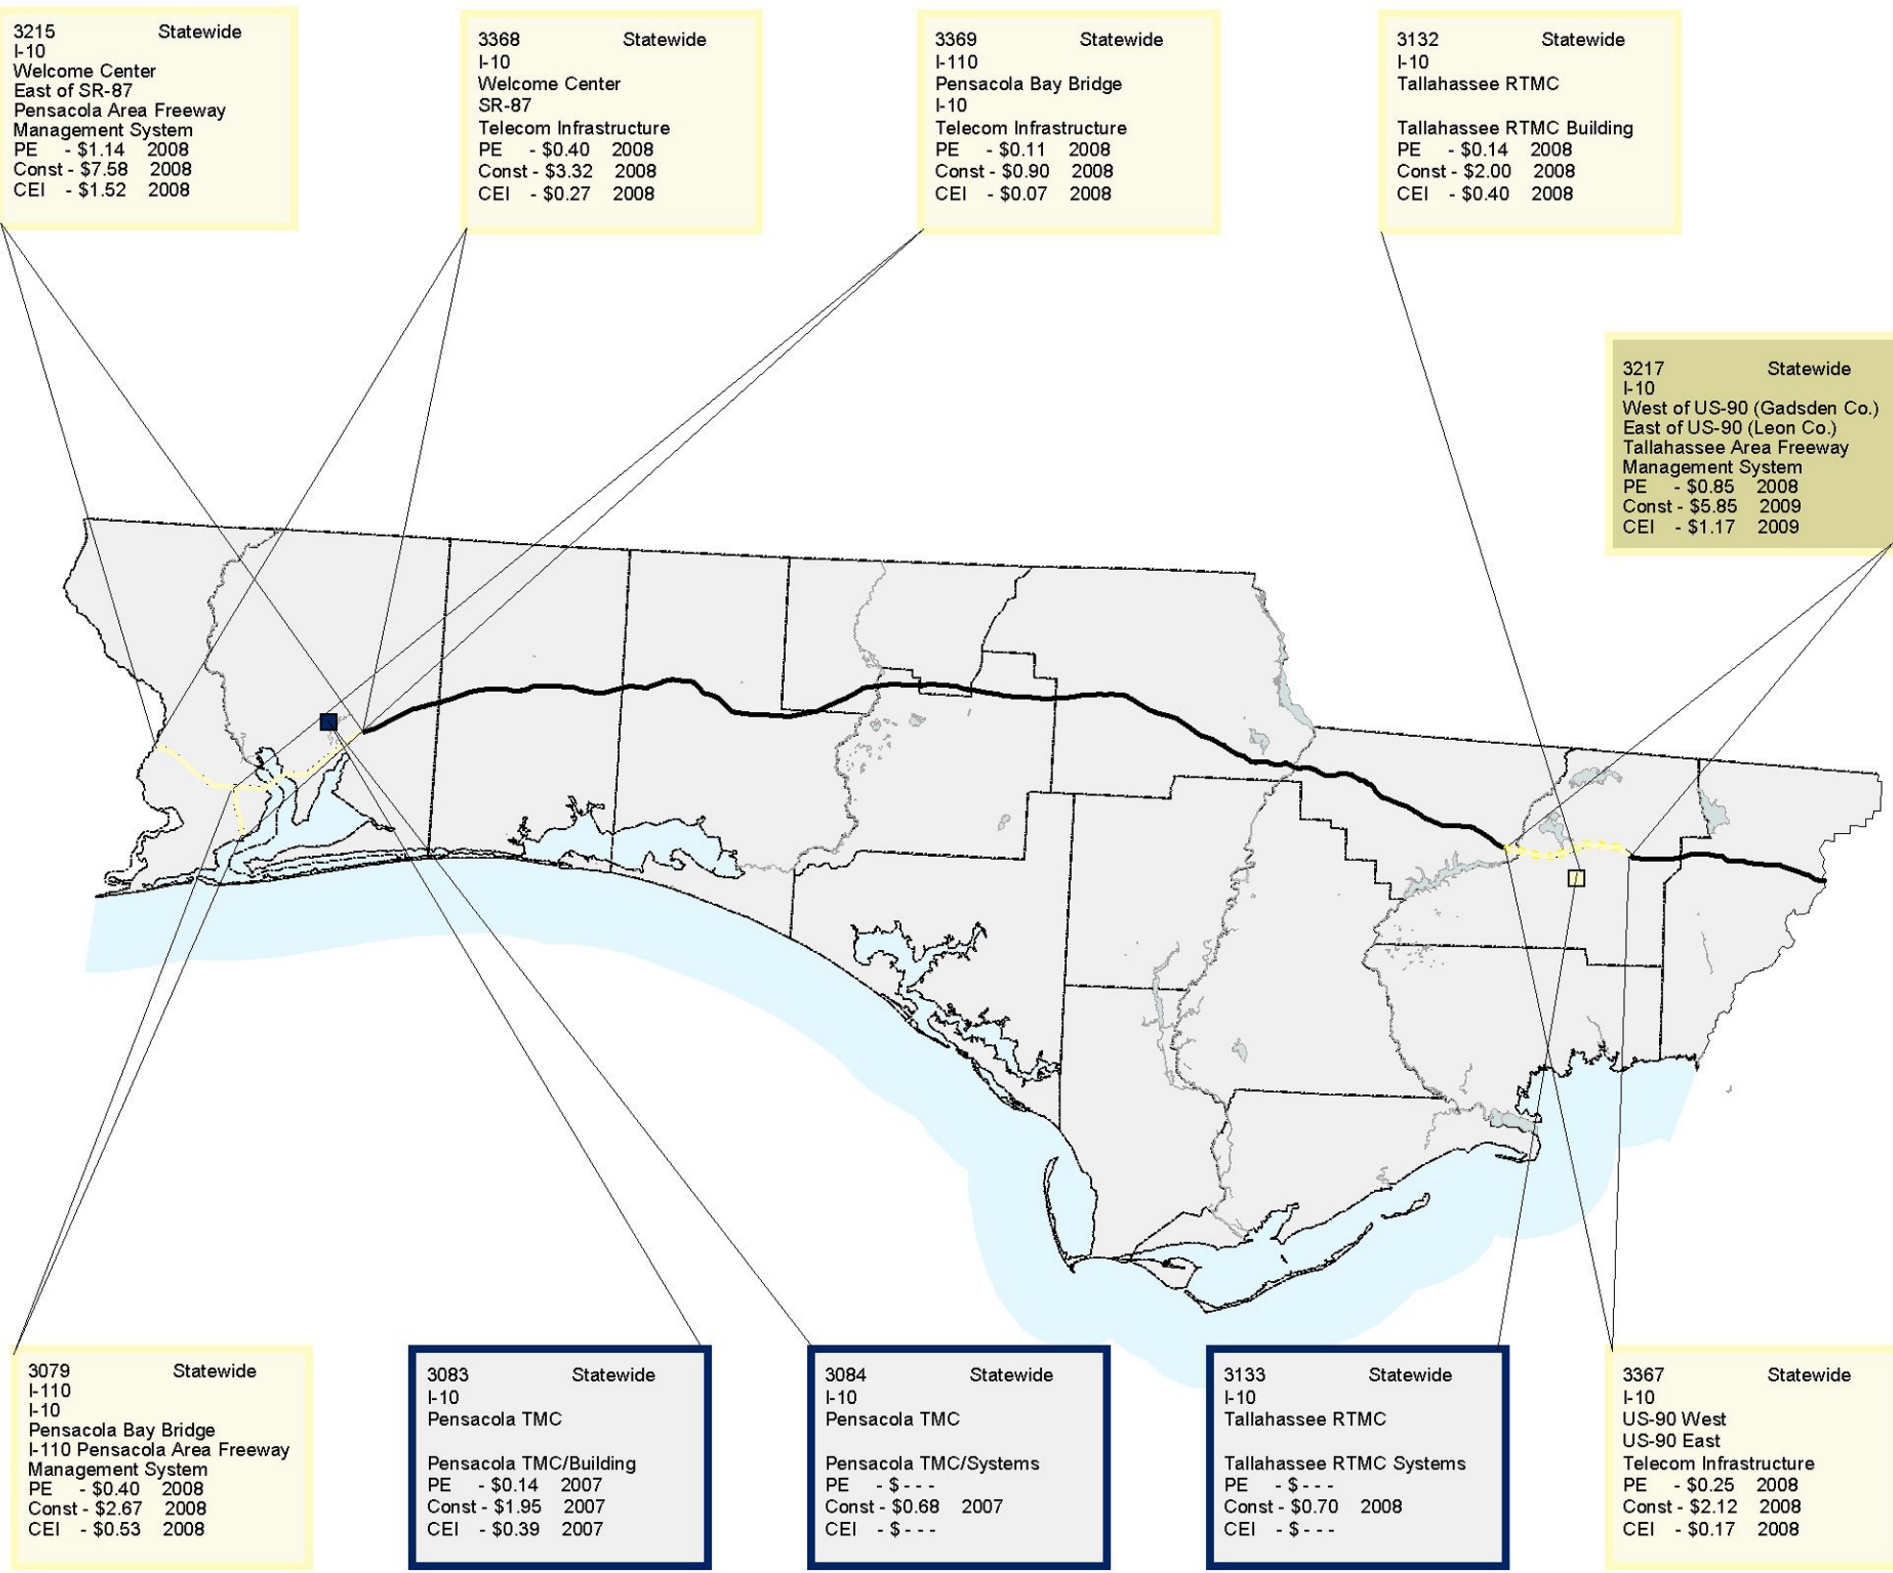 3215 Statewide
I-10
Welcome Center
East of SR-87
Pensacola Area Freeway
Management System
PE - $1.14 2008
Const - $7.58 2008
CEI - $1.52 2008
3368 Statewide
I-10
Welcome Center
SR-87
Telecom Infrastructure
PE - $0.40 2008
Const - $3.32 2008
CEI - $0.27 2008
3369 Statewide
I-110
Pensacola Bay Bridge
I-10
Telecom Infrastructure
PE - $0.11 2008
Const - $0.90 2008
CEI - $0.07 2008
3132 Statewide
I-10
Tallahassee RTMC
Tallahassee RTMC Building
PE - $0.14 2008
Const - $2.00 2008
CEI - $0.40 2008
3217 Statewide
I-10
West of US-90 (Gadsden Co.)
East of US-90 (Leon Co.)
Tallahassee Area Freeway
Management System
PE - $0.85 2008
Const - $5.85 2009
CEI - $1.17 2009
3079 Statewide
I-110
I-10
Pensacola Bay Bridge
I-110 Pensacola Area Freeway
Management System
PE - $0.40 2008
Const - $2.67 2008
CEI - $0.53 2008
3083 Statewide
I-10
Pensacola TMC
Pensacola TMC/Building
PE - $0.14 2007
Const - $1.95 2007
CEI - $0.39 2007
3084 Statewide
I-10
Pensacola TMC
Pensacola TMC/Systems
PE - $ - - -
Const - $0.68 2007
CEI - $ - - -
3133 Statewide
I-10
Tallahassee RTMC
Tallahassee RTMC Systems
PE - $ - - -
Const - $0.70 2008
CEI - $ - - -
3367 Statewide
I-10
US-90 West
US-90 East
Telecom Infrastructure
PE - $0.25 2008
Const - $2.12 2008
CEI - $0.17 2008